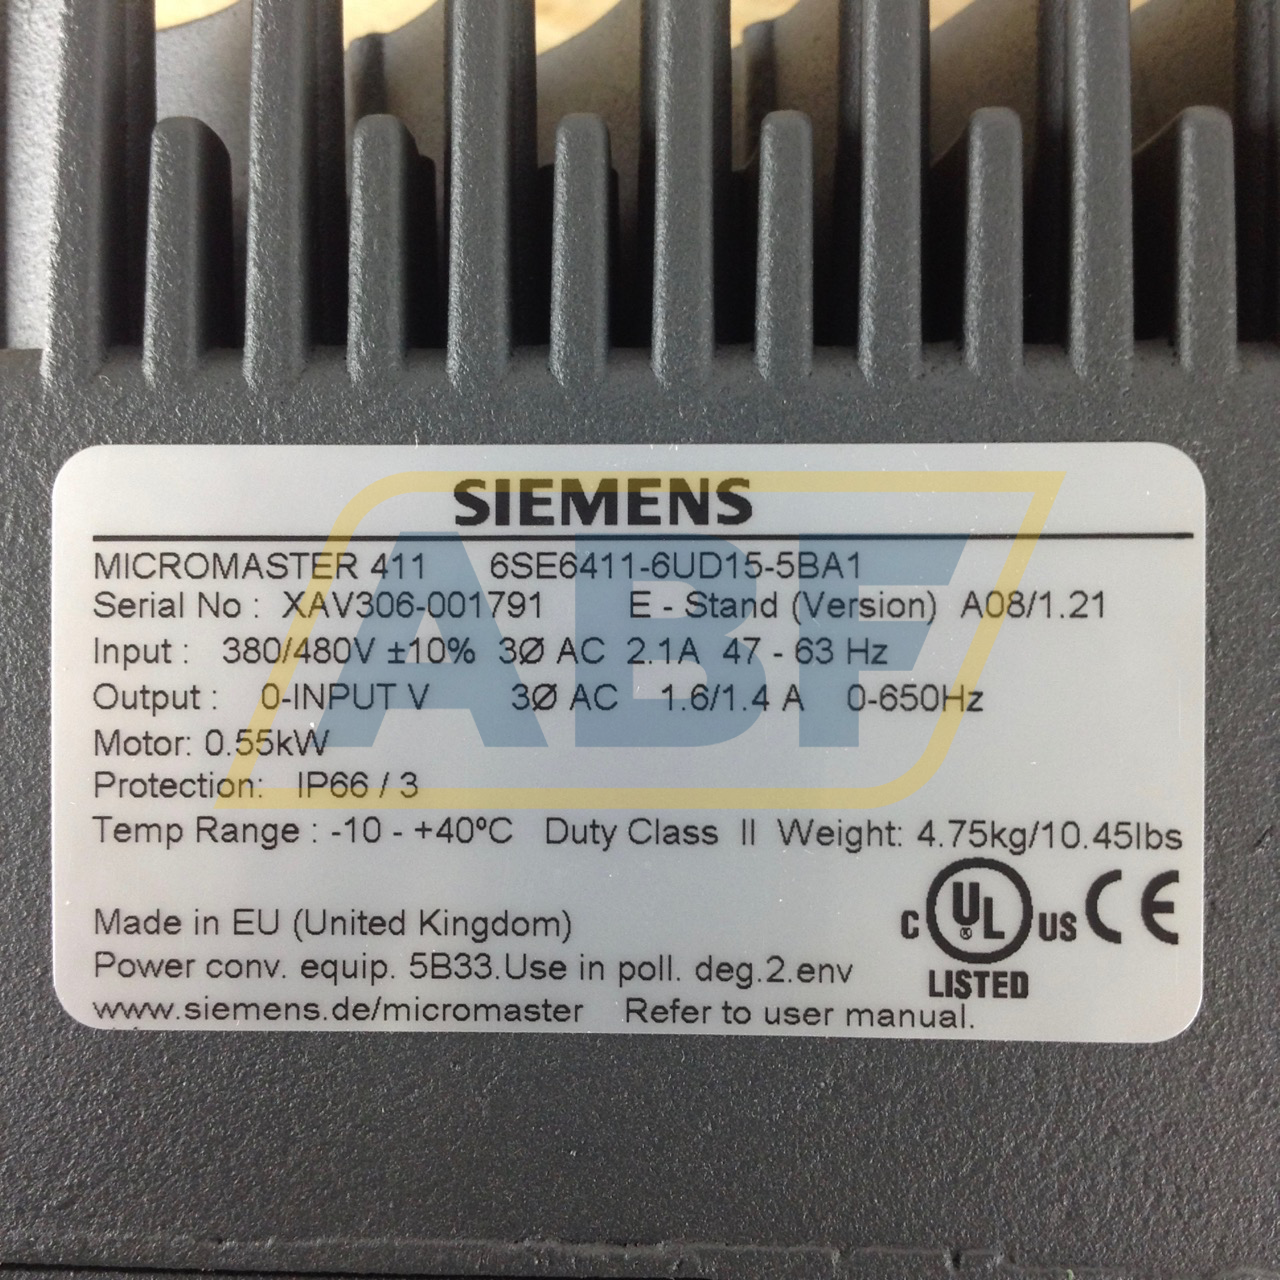 SIEMENS
MICROMASTER 411 6SE6411-6UD15-5BA1
Serial No : XAV306-001791 E - Stand (Version) A08/1.21
Input : 380/480V ±10% 3Ø AC 2.1A 47 - 63 Hz
Output : 0-INPUT V 3Ø AC 1.6/1.4 A 0-650Hz
Motor: 0.55kW
Protection: IP66 / 3
Temp Range : -10 - +40ºC Duty Class II Weight: 4.75kg/10.45lbs
Made in EU (United Kingdom)
C UL ® US CE
LISTED
Power conv. equip. 5B33.Use in poll. deg.2.env
www.siemens.de/micromaster Refer to user manual.
ABF